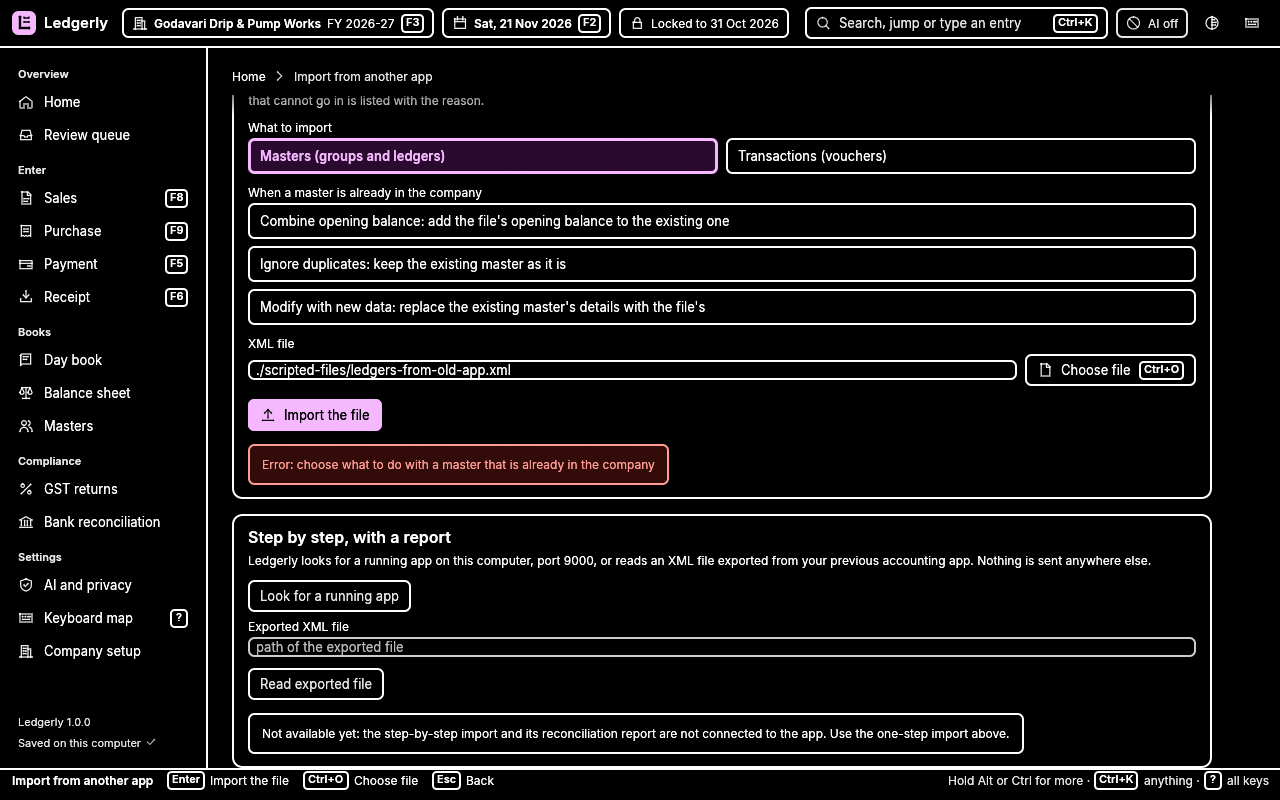 Ledgerly
Godavari Drip & Pump Works FY 2026-27 F3
Sat, 21 Nov 2026 F2
Locked to 31 Oct 2026
Search, jump or type an entry Ctrl+K
AI off
Overview
Home
Review queue
Enter
Sales F8
Purchase F9
Payment F5
Receipt F6
Books
Day book
Balance sheet
Masters
Compliance
GST returns
Bank reconciliation
Settings
AI and privacy
Keyboard map ?
Company setup
Ledgerly 1.0.0
Saved on this computer
Home Import from another app
that cannot go in is listed with the reason.
What to import
Masters (groups and ledgers)
Transactions (vouchers)
When a master is already in the company
Combine opening balance: add the file's opening balance to the existing one
Ignore duplicates: keep the existing master as it is
Modify with new data: replace the existing master's details with the file's
XML file
./scripted-files/ledgers-from-old-app.xml
Choose file Ctrl+O
Import the file
Error: choose what to do with a master that is already in the company
Step by step, with a report
Ledgerly looks for a running app on this computer, port 9000, or reads an XML file exported from your previous accounting app. Nothing is sent anywhere else.
Look for a running app
Exported XML file
path of the exported file
Read exported file
Not available yet: the step-by-step import and its reconciliation report are not connected to the app. Use the one-step import above.
Import from another app Enter Import the file Ctrl+O Choose file Esc Back
Hold Alt or Ctrl for more · Ctrl+K anything · ? all keys